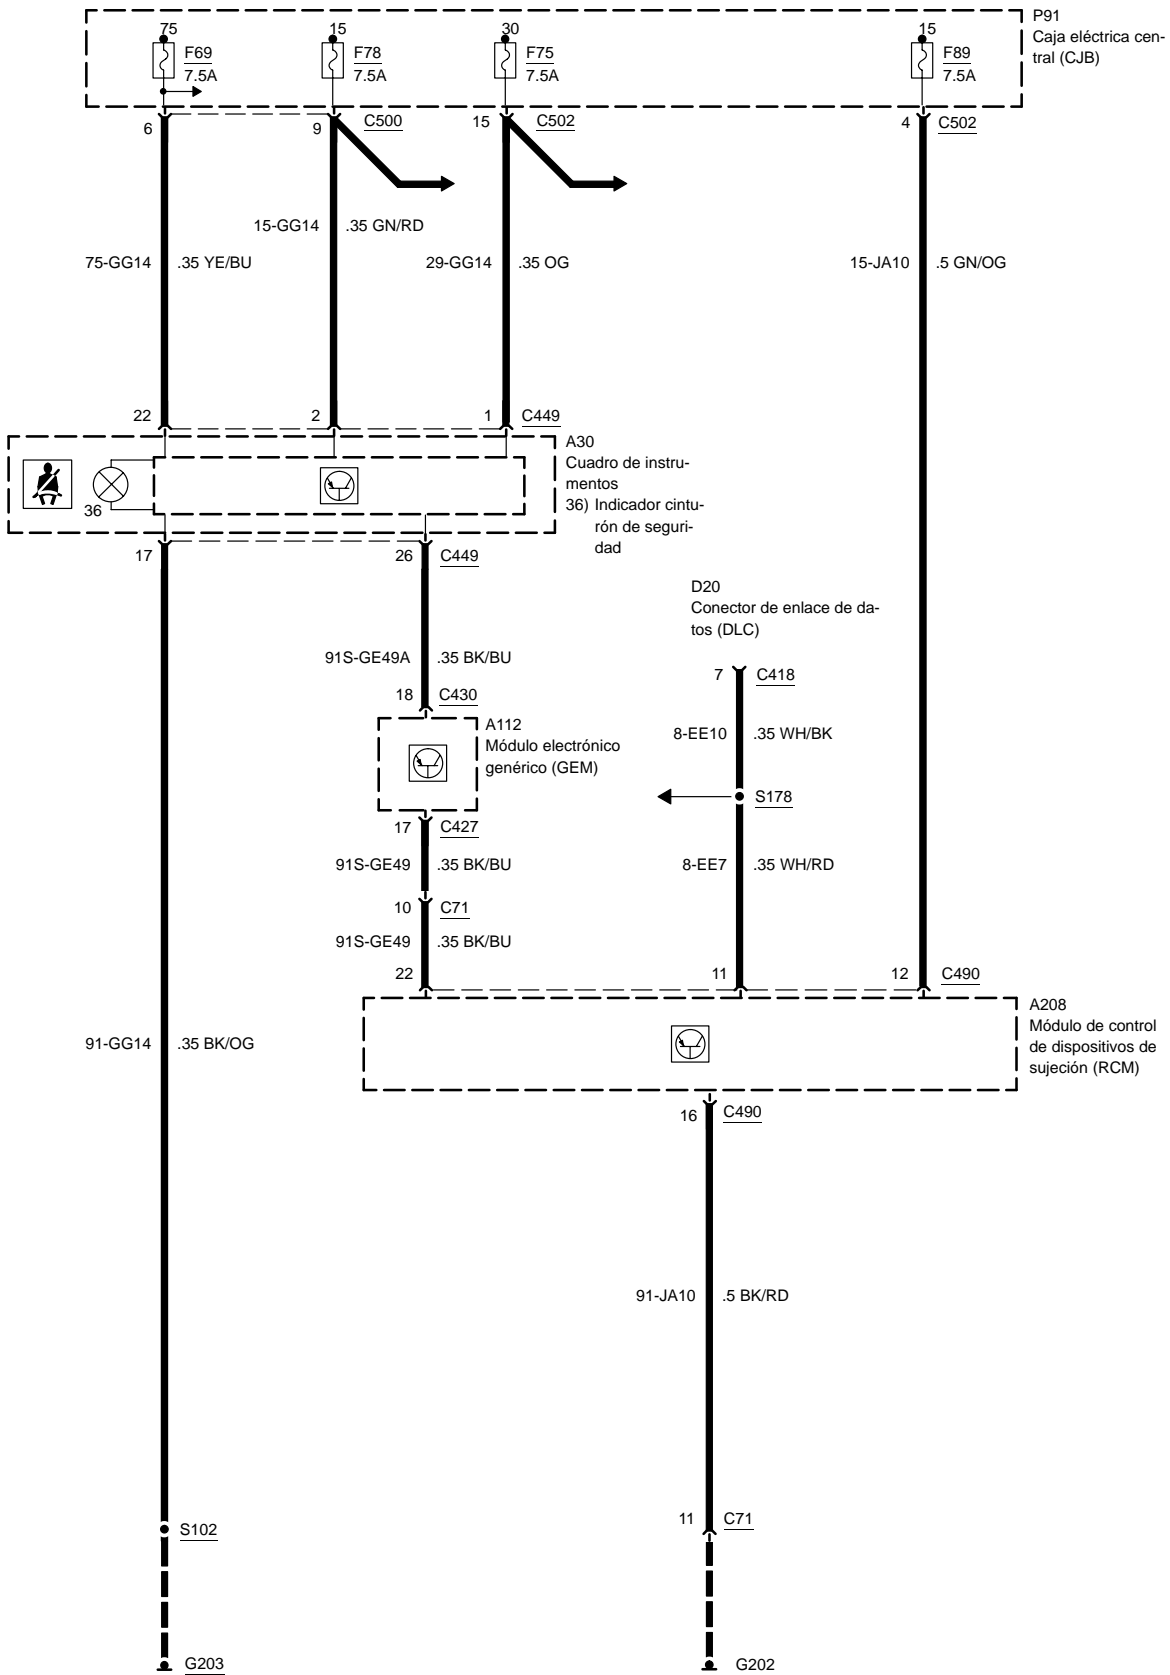 P91
Caja eléctrica cen-
tral (CJB)
75
15
30
15
F69
7.5A
F78
7.5A
F75
7.5A
F89
7.5A
6
9
C500
15
C502
4
C502
15-GG14
.35 GN/RD
75-GG14
.35 YE/BU
29-GG14
.35 OG
15-JA10
.5 GN/OG
22
2
1
C449
A30
Cuadro de instru-
mentos
36) Indicador cintu-
rón de seguri-
dad
36
17
26
C449
D20
Conector de enlace de da-
tos (DLC)
91S-GE49A
.35 BK/BU
7
C418
18
C430
A112
Módulo electrónico
genérico (GEM)
8-EE10
.35 WH/BK
S178
17
C427
91S-GE49
.35 BK/BU
8-EE7
.35 WH/RD
10
C71
91S-GE49
.35 BK/BU
22
11
12
C490
A208
Módulo de control
de dispositivos de
sujeción (RCM)
91-GG14
.35 BK/OG
16
C490
91-JA10
.5 BK/RD
11
C71
S102
G203
G202